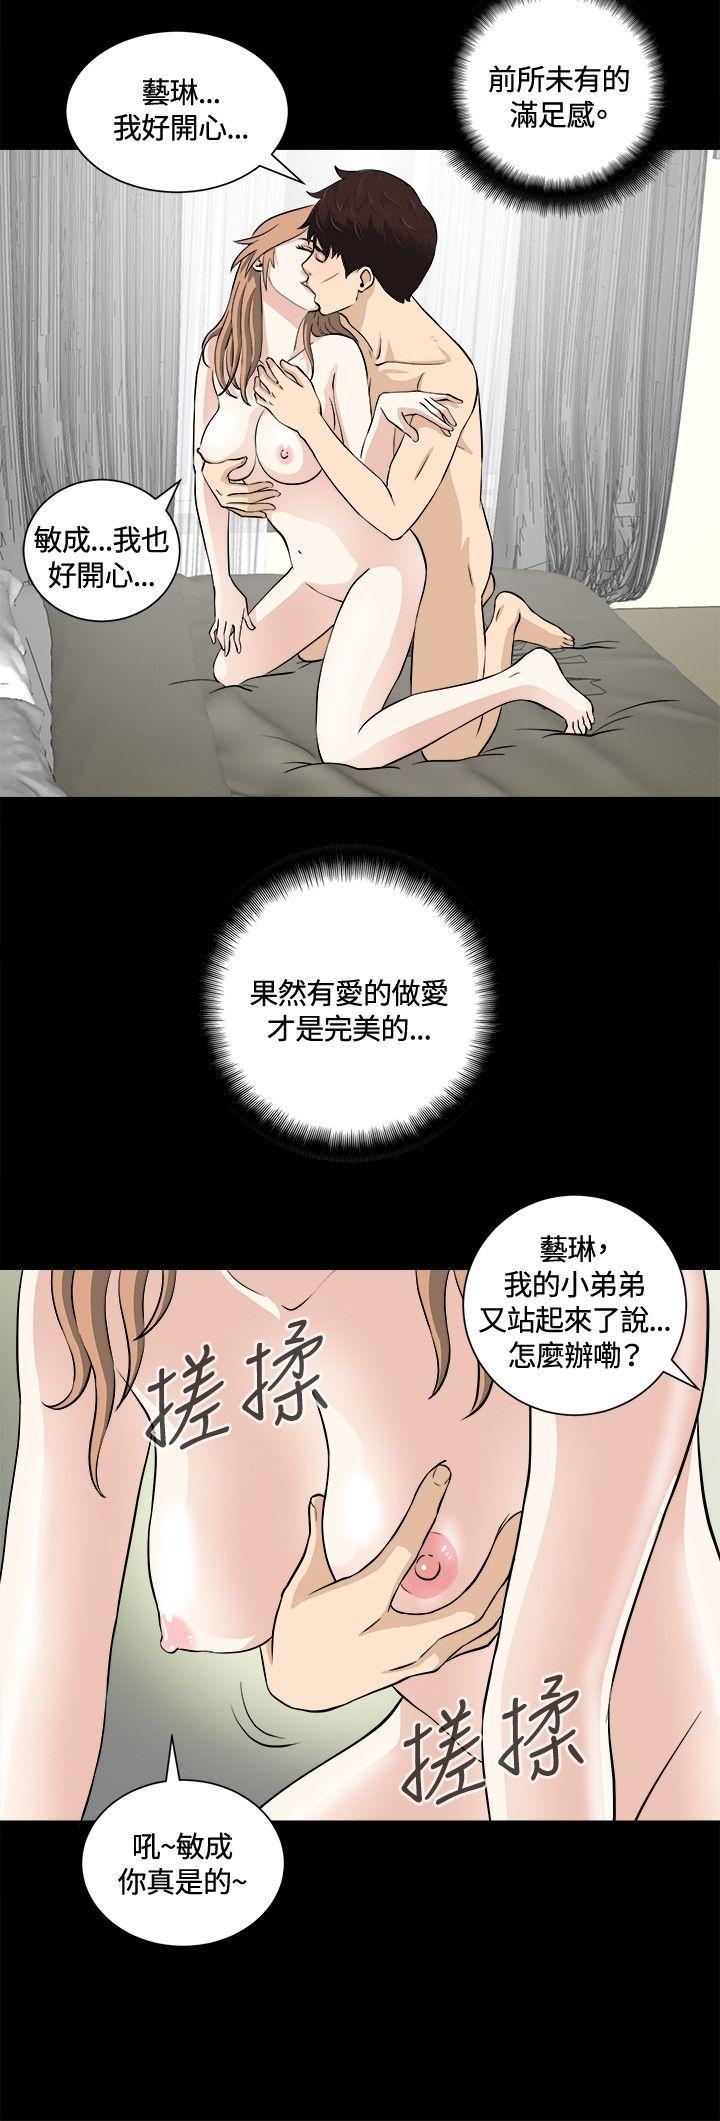 前所未有的
滿足感。
藝琳...
我好開心...
敏成...我也
好開心...
果然有愛的做愛
才是完美的...
藝琳，
我的小弟弟
又站起來了說...
怎麼辦嘞？
搓揉
搓揉
吼~敏成
你真是的~